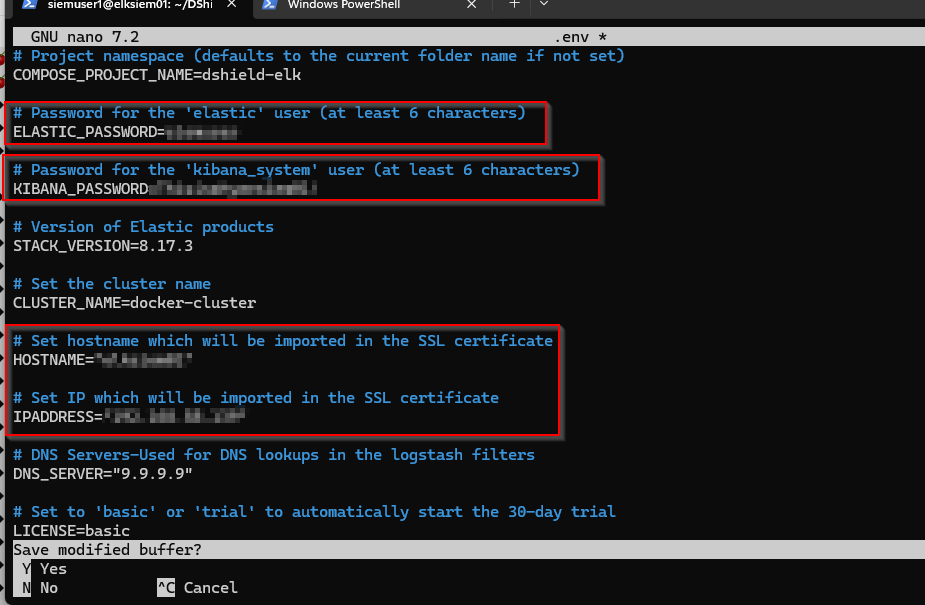 siemuser1@elksiem01: ~/DShi × Windows PowerShell × + ∨
GNU nano 7.2 .env *
# Project namespace (defaults to the current folder name if not set)
COMPOSE_PROJECT_NAME=dshield-elk
# Password for the 'elastic' user (at least 6 characters)
ELASTIC_PASSWORD=
# Password for the 'kibana_system' user (at least 6 characters)
KIBANA_PASSWORD
# Version of Elastic products
STACK_VERSION=8.17.3
# Set the cluster name
CLUSTER_NAME=docker-cluster
# Set hostname which will be imported in the SSL certificate
HOSTNAME="
# Set IP which will be imported in the SSL certificate
IPADDRESS=
# DNS Servers-Used for DNS lookups in the logstash filters
DNS_SERVER="9.9.9.9"
# Set to 'basic' or 'trial' to automatically start the 30-day trial
LICENSE=basic
Save modified buffer?
Y Yes
N No ^C Cancel